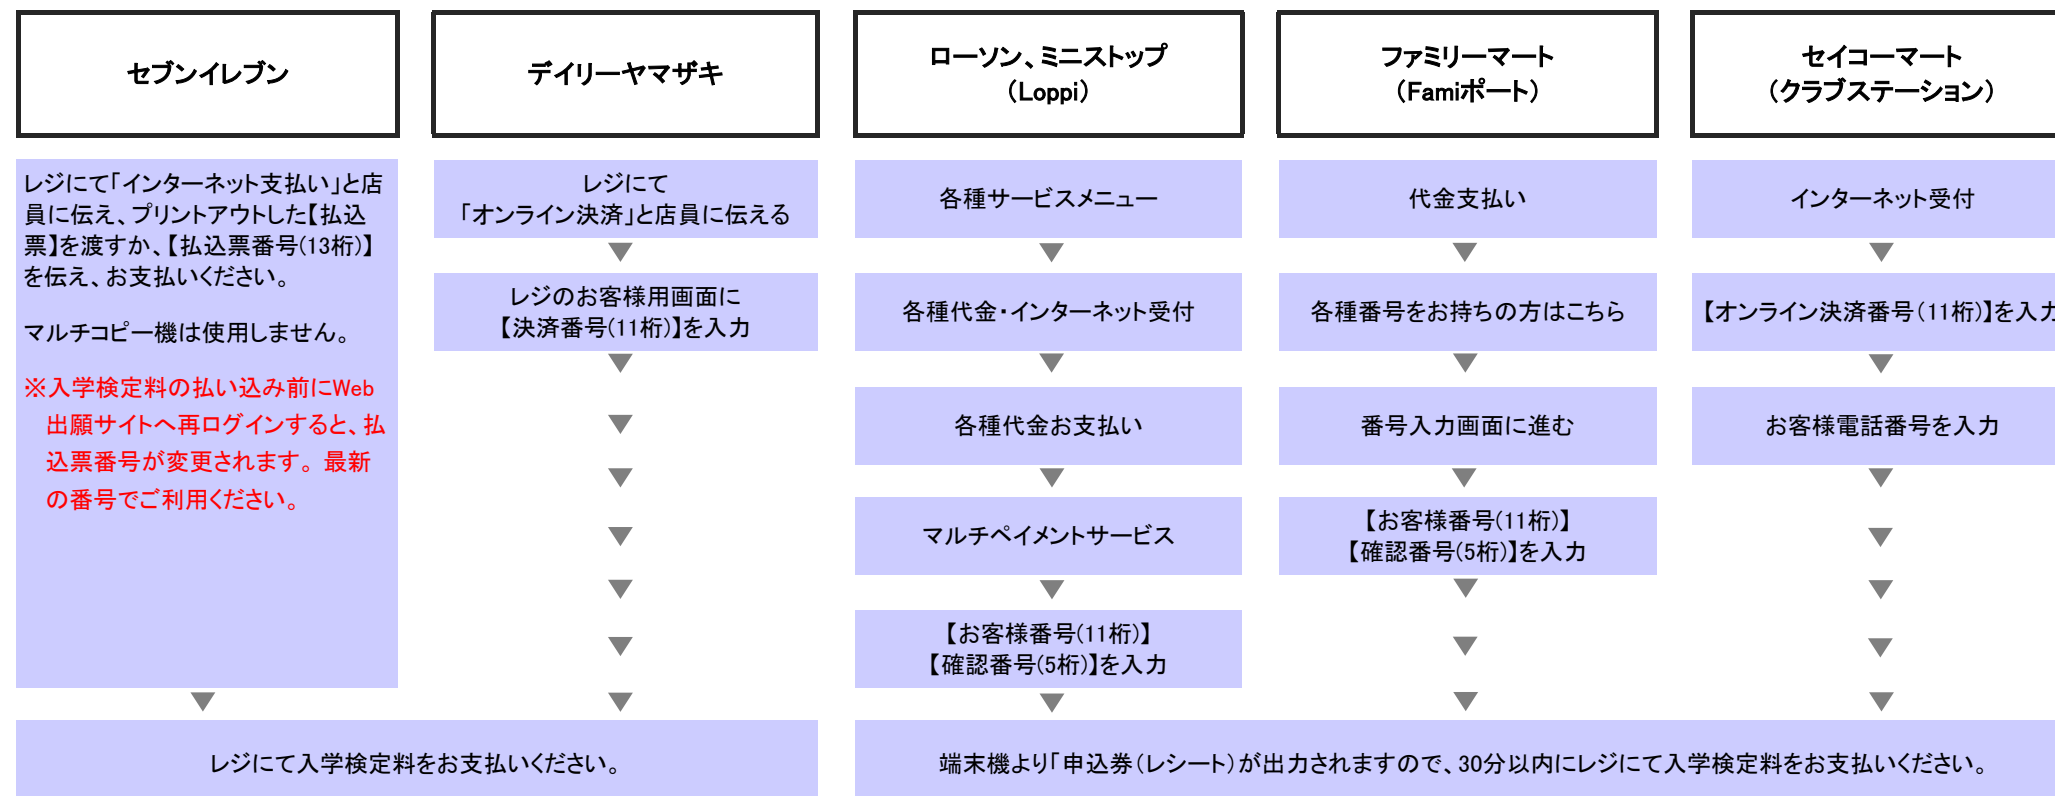 セブンイレブン
デイリーヤマザキ
ローソン、ミニストップ
（Loppi）
ファミリーマート
（Famiポート）
セイコーマート
（クラブステーション）
レジにて「インターネット支払い」と店
員に伝え、プリントアウトした【払込
票】を渡すか、【払込票番号(13桁)】
を伝え、お支払いください。
マルチコピー機は使用しません。
※入学検定料の払い込み前にWeb
出願サイトへ再ログインすると、払
込票番号が変更されます。最新
の番号でご利用ください。
レジにて
「オンライン決済」と店員に伝える
レジのお客様用画面に
【決済番号(11桁)】を入力
各種サービスメニュー
各種代金・インターネット受付
各種代金お支払い
マルチペイメントサービス
【お客様番号(11桁)】
【確認番号(5桁)】を入力
代金支払い
各種番号をお持ちの方はこちら
番号入力画面に進む
【お客様番号(11桁)】
【確認番号(5桁)】を入力
インターネット受付
【オンライン決済番号（11桁)】を入力
お客様電話番号を入力
レジにて入学検定料をお支払いください。
端末機より「申込券（レシート）が出力されますので、30分以内にレジにて入学検定料をお支払いください。